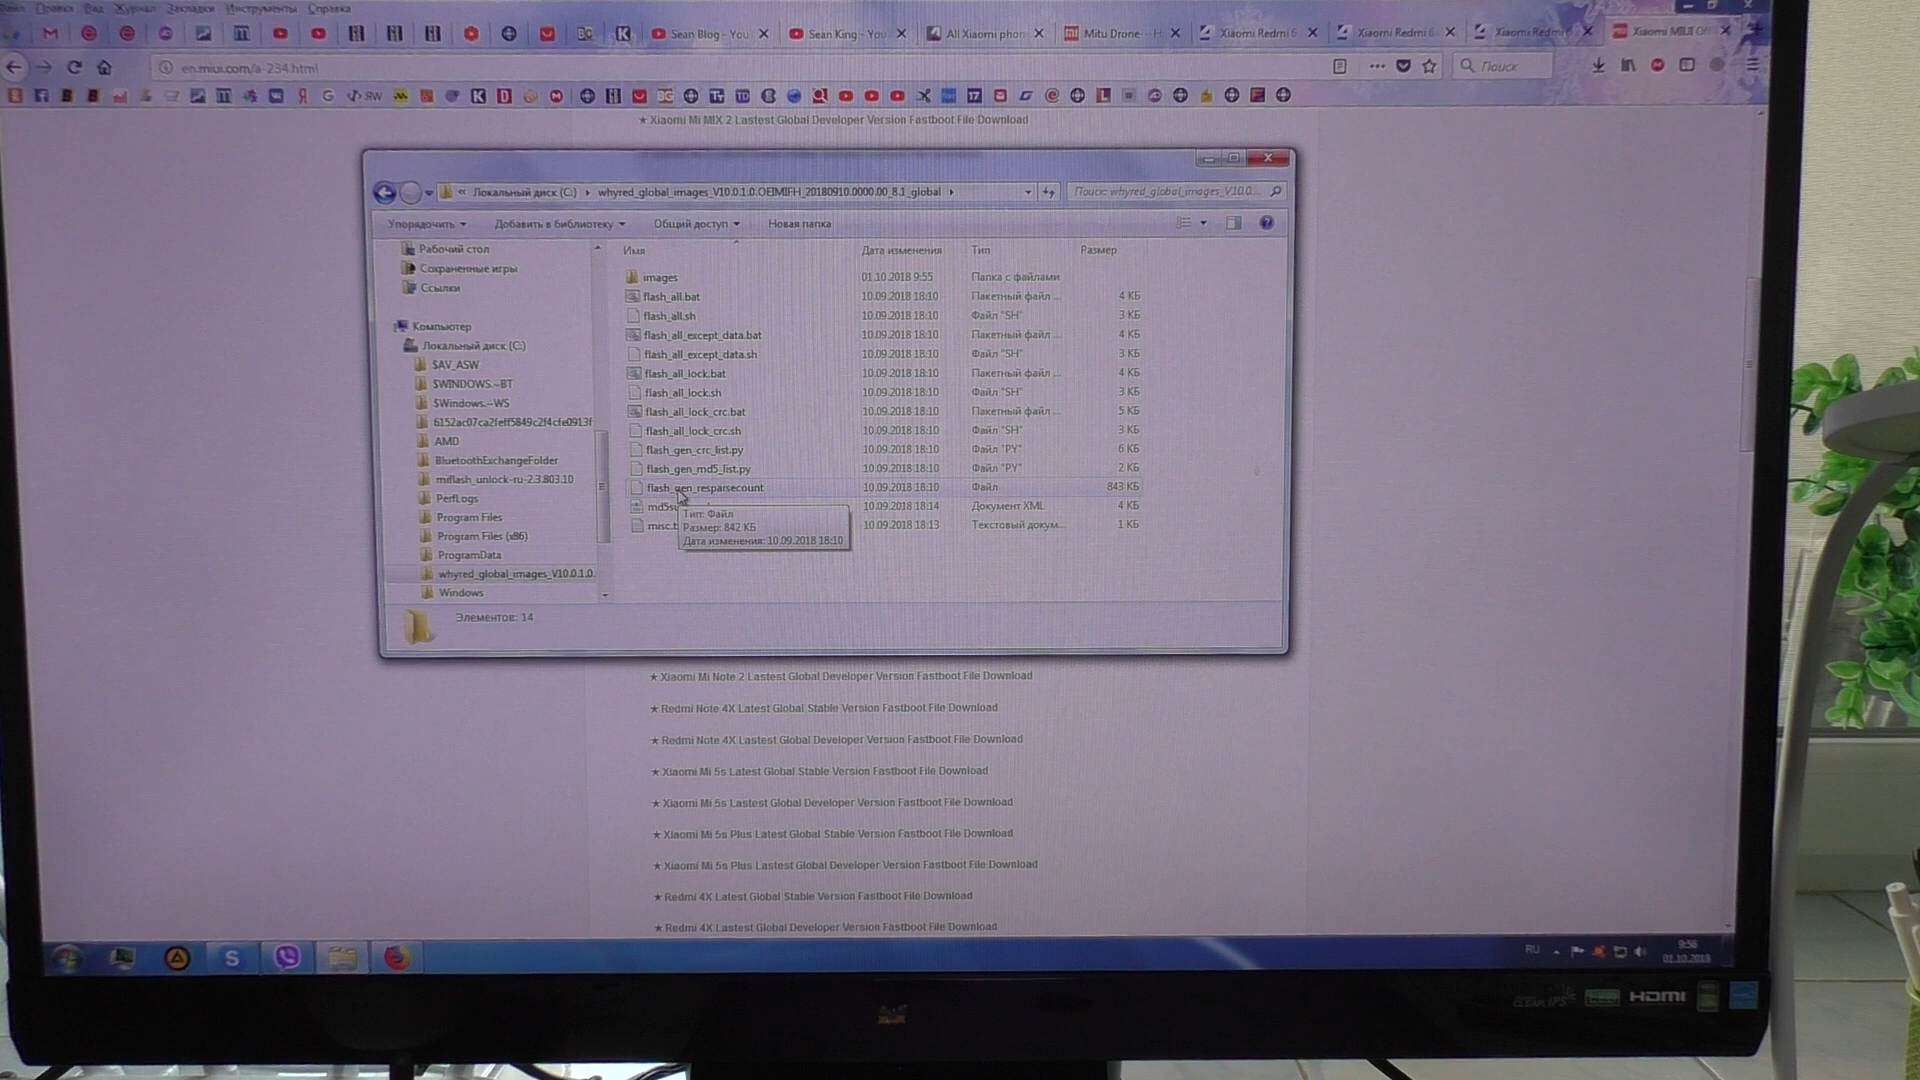 Файл Правка Вид Журнал Закладки Инструменты Справка
Sean Blog - You
Sean King - You
All Xiaomi phon
Mitu Drone
Xiaomi Redmi 6
Xiaomi Redmi 6
Xiaomi Redmi 6
Xiaomi MIUI Off
en.miui.com/a-234.html
Поиск
★ Xiaomi Mi MIX 2 Lastest Global Developer Version Fastboot File Download
« Локальный диск (C:) ▸ whyred_global_images_V10.0.1.0.OEIMIFH_20180910.0000.00_8.1_global ▸
Поиск: whyred_global_images_V10.0...
Упорядочить Добавить в библиотеку Общий доступ Новая папка
Рабочий стол
Сохраненные игры
Ссылки
Компьютер
Локальный диск (C:)
$AV_ASW
$WINDOWS.~BT
$Windows.~WS
6152ac07ca2feff5849c2f4cfe0913f
AMD
BluetoothExchangeFolder
miflash_unlock-ru-2.3.803.10
PerfLogs
Program Files
Program Files (x86)
ProgramData
whyred_global_images_V10.0.1.0.
Windows
Имя Дата изменения Тип Размер
images 01.10.2018 9:55 Папка с файлами
flash_all.bat 10.09.2018 18:10 Пакетный файл ... 4 КБ
flash_all.sh 10.09.2018 18:10 Файл "SH" 3 КБ
flash_all_except_data.bat 10.09.2018 18:10 Пакетный файл ... 4 КБ
flash_all_except_data.sh 10.09.2018 18:10 Файл "SH" 3 КБ
flash_all_lock.bat 10.09.2018 18:10 Пакетный файл ... 4 КБ
flash_all_lock.sh 10.09.2018 18:10 Файл "SH" 3 КБ
flash_all_lock_crc.bat 10.09.2018 18:10 Пакетный файл ... 5 КБ
flash_all_lock_crc.sh 10.09.2018 18:10 Файл "SH" 3 КБ
flash_gen_crc_list.py 10.09.2018 18:10 Файл "PY" 6 КБ
flash_gen_md5_list.py 10.09.2018 18:10 Файл "PY" 2 КБ
flash_gen_resparsecount 10.09.2018 18:10 Файл 843 КБ
md5su 10.09.2018 18:14 Документ XML 4 КБ
misc.t 10.09.2018 18:13 Текстовый докум... 1 КБ
Тип: Файл
Размер: 842 КБ
Дата изменения: 10.09.2018 18:10
Элементов: 14
★ Xiaomi Mi Note 2 Lastest Global Developer Version Fastboot File Download
★ Redmi Note 4X Latest Global Stable Version Fastboot File Download
★ Redmi Note 4X Lastest Global Developer Version Fastboot File Download
★ Xiaomi Mi 5s Latest Global Stable Version Fastboot File Download
★ Xiaomi Mi 5s Lastest Global Developer Version Fastboot File Download
★ Xiaomi Mi 5s Plus Latest Global Stable Version Fastboot File Download
★ Xiaomi Mi 5s Plus Lastest Global Developer Version Fastboot File Download
★ Redmi 4X Latest Global Stable Version Fastboot File Download
★ Redmi 4X Lastest Global Developer Version Fastboot File Download
RU
9:56
01.10.2018
HDMI